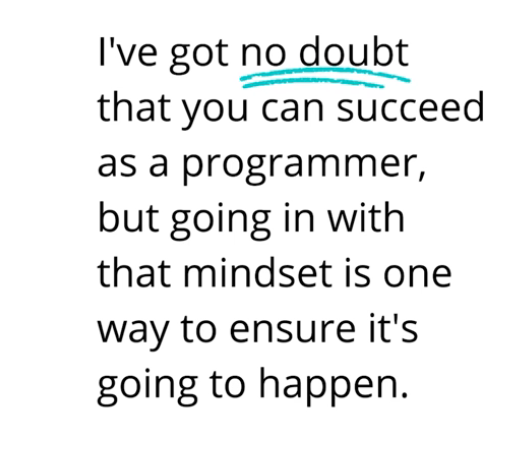 I've got no doubt
that you can succeed
as a programmer,
but going in with
that mindset is one
way to ensure it's
going to happen.